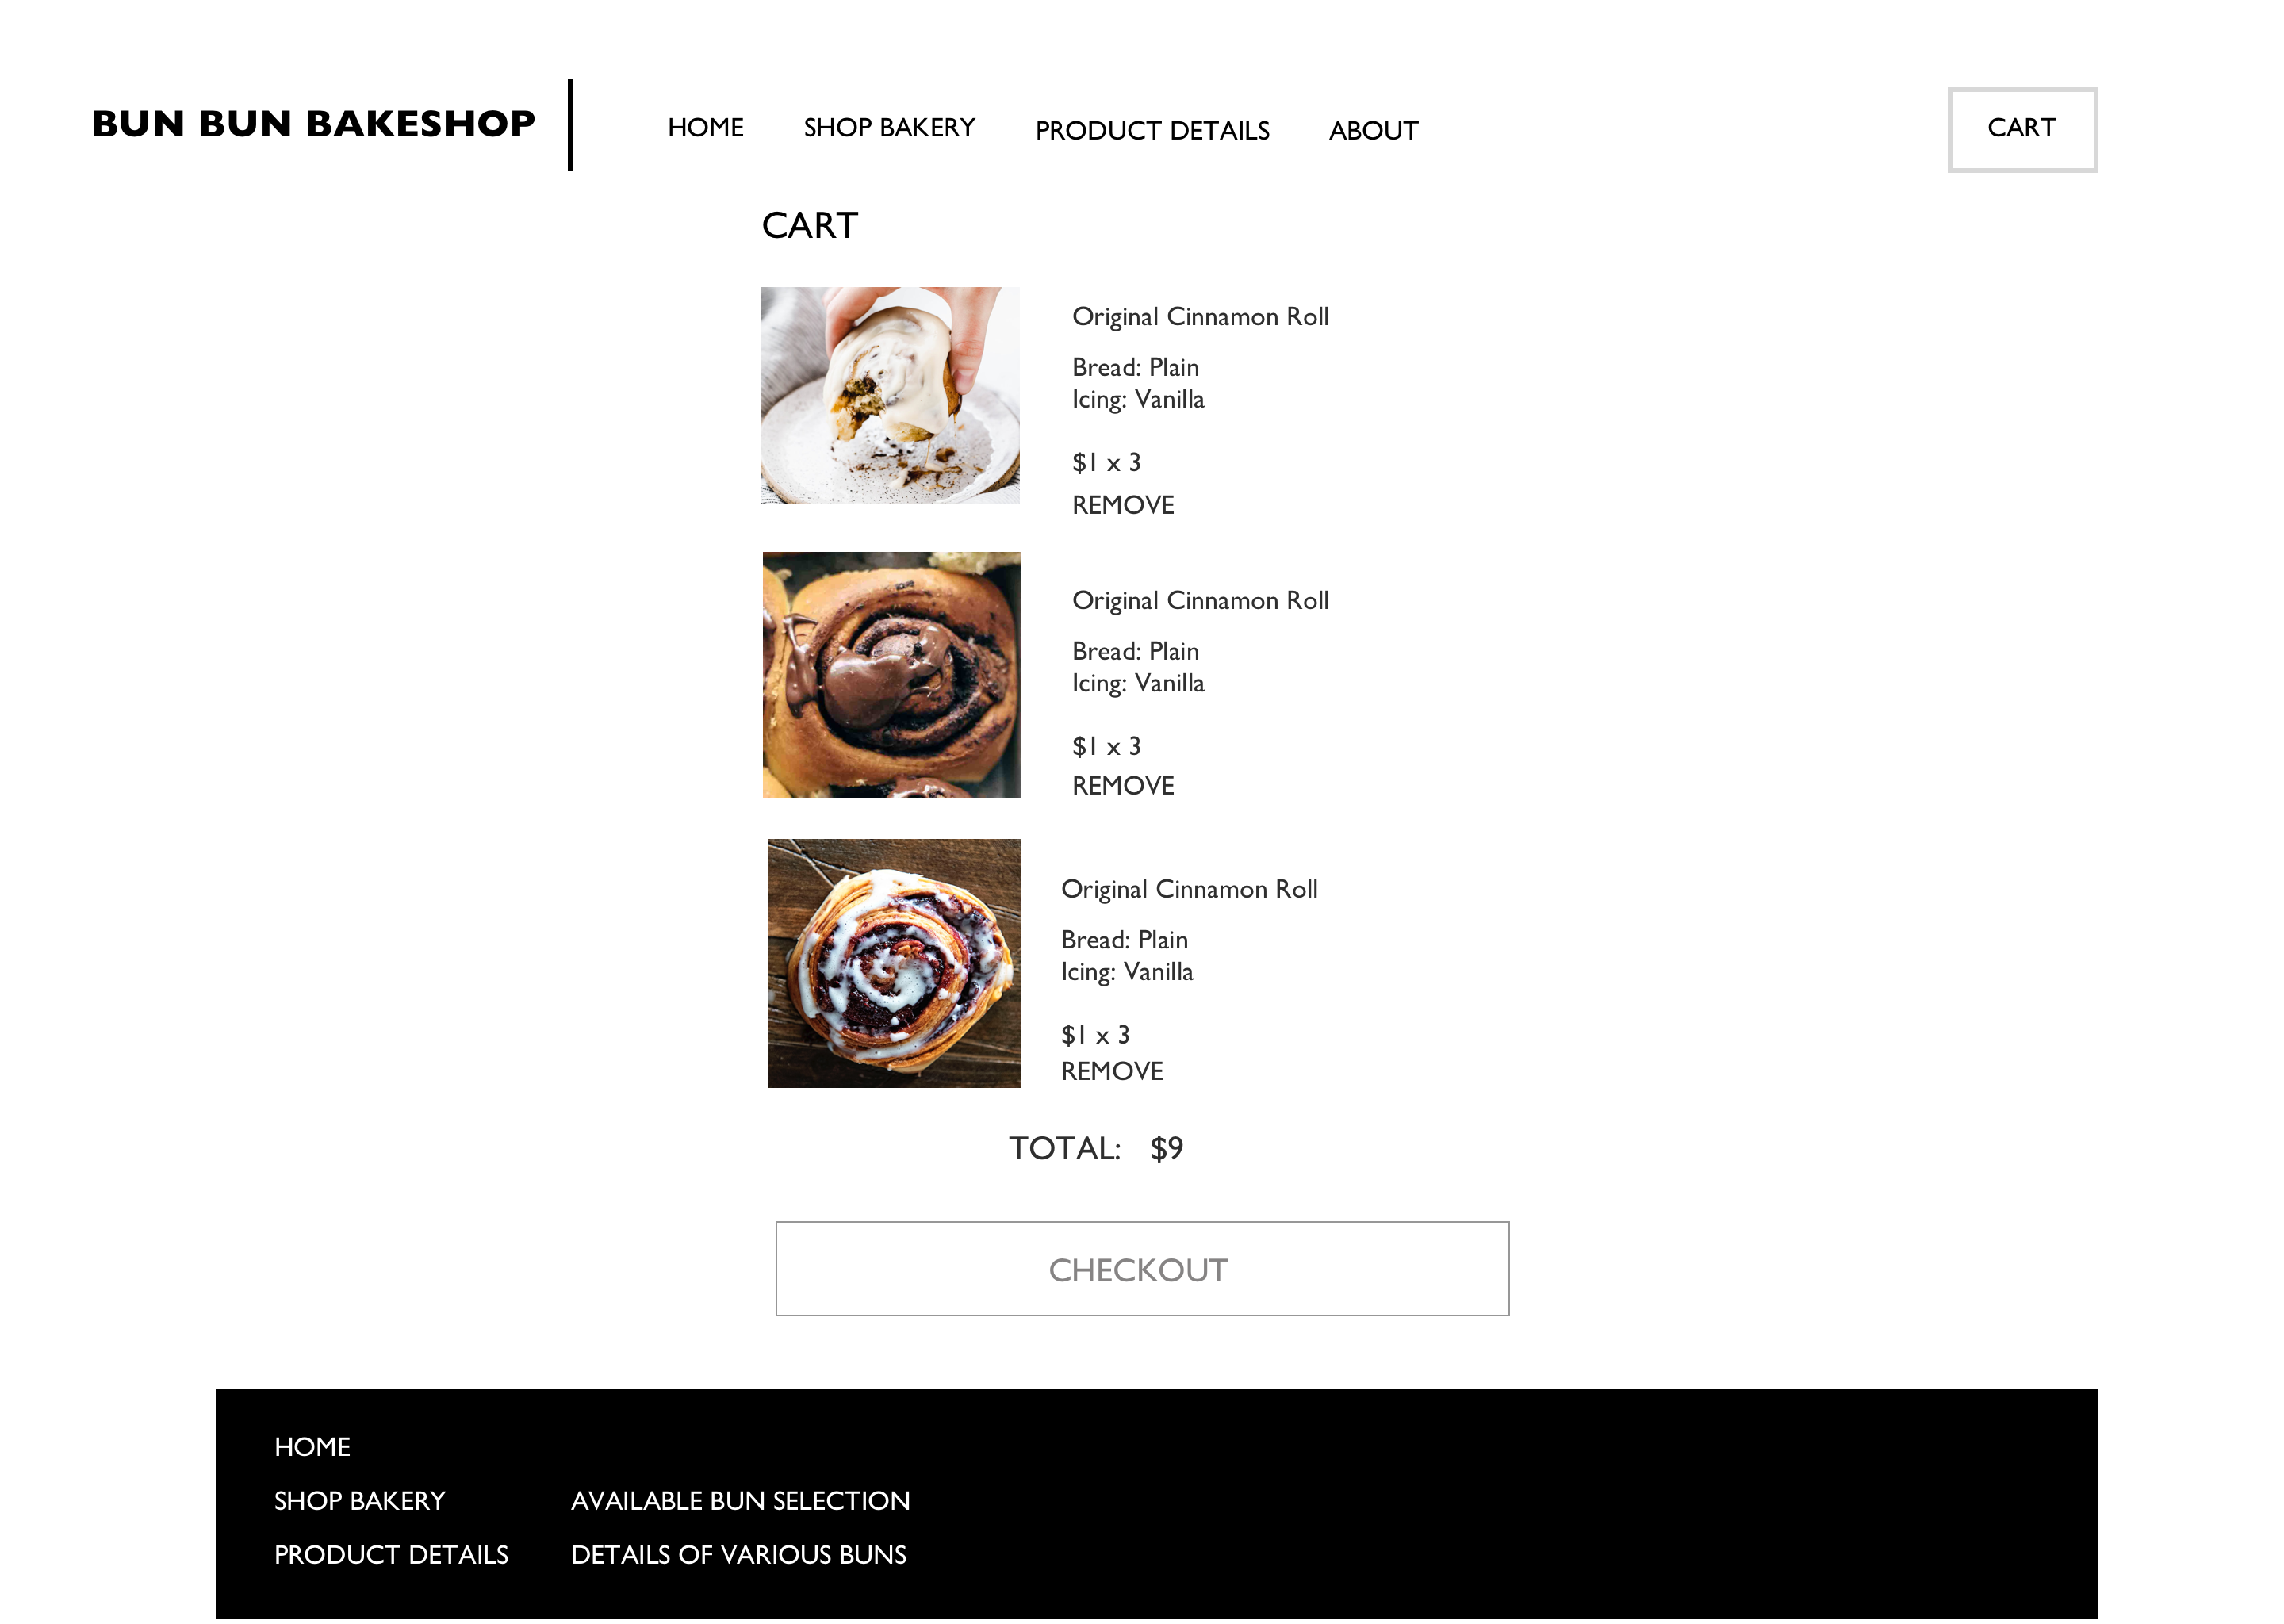 BUN BUN BAKESHOP
HOME
SHOP BAKERY
PRODUCT DETAILS
ABOUT
CART
CART
Original Cinnamon Roll
Bread: Plain
Icing: Vanilla
$1 x 3
REMOVE
Original Cinnamon Roll
Bread: Plain
Icing: Vanilla
$1 x 3
REMOVE
Original Cinnamon Roll
Bread: Plain
Icing: Vanilla
$1 x 3
REMOVE
TOTAL: $9
CHECKOUT
HOME
SHOP BAKERY
AVAILABLE BUN SELECTION
PRODUCT DETAILS
DETAILS OF VARIOUS BUNS